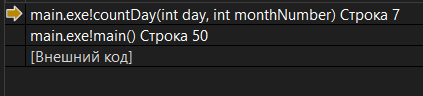 main.exe!countDay(int day, int monthNumber) Строка 7
main.exe!main() Строка 50
[Внешний код]